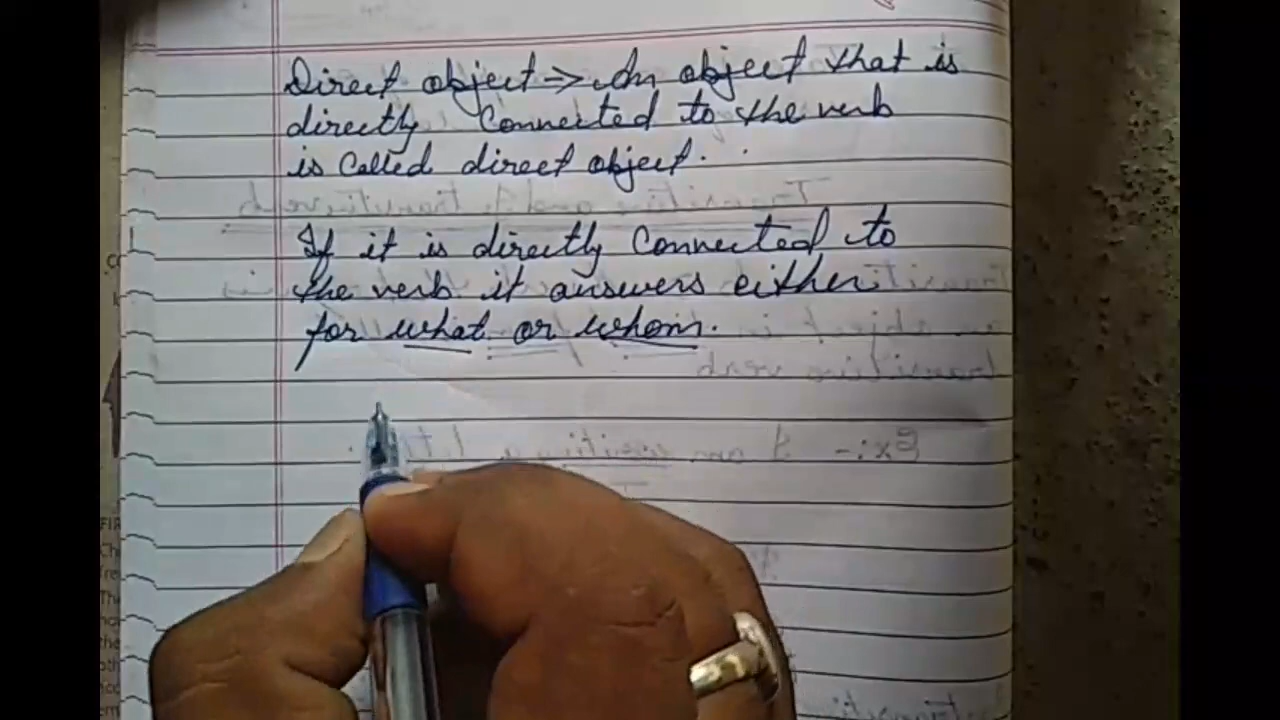 Direct object → An object that is
directly connected to the verb
is called direct object.
If it is directly connected to
the verb it answers either
for what or whom.